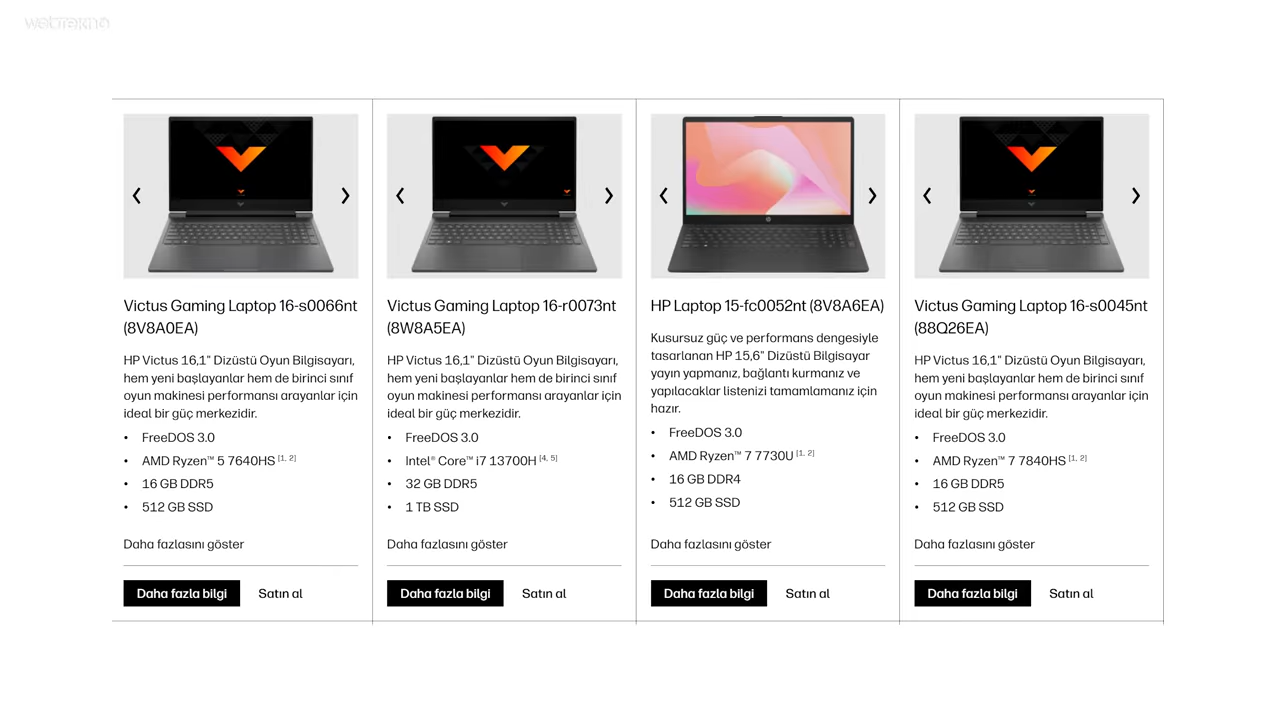 webtekno
Victus Gaming Laptop 16-s0066nt
(8V8A0EA)
HP Victus 16,1" Dizüstü Oyun Bilgisayarı,
hem yeni başlayanlar hem de birinci sınıf
oyun makinesi performansı arayanlar için
ideal bir güç merkezidir.
• FreeDOS 3.0
• AMD Ryzen™ 5 7640HS [1, 2]
• 16 GB DDR5
• 512 GB SSD
Daha fazlasını göster
Daha fazla bilgi Satın al
Victus Gaming Laptop 16-r0073nt
(8W8A5EA)
HP Victus 16,1" Dizüstü Oyun Bilgisayarı,
hem yeni başlayanlar hem de birinci sınıf
oyun makinesi performansı arayanlar için
ideal bir güç merkezidir.
• FreeDOS 3.0
• Intel® Core™ i7 13700H [4, 5]
• 32 GB DDR5
• 1 TB SSD
Daha fazlasını göster
Daha fazla bilgi Satın al
HP Laptop 15-fc0052nt (8V8A6EA)
Kusursuz güç ve performans dengesiyle
tasarlanan HP 15,6" Dizüstü Bilgisayar
yayın yapmanız, bağlantı kurmanız ve
yapılacaklar listenizi tamamlamanız için
hazır.
• FreeDOS 3.0
• AMD Ryzen™ 7 7730U [1, 2]
• 16 GB DDR4
• 512 GB SSD
Daha fazlasını göster
Daha fazla bilgi Satın al
Victus Gaming Laptop 16-s0045nt
(88Q26EA)
HP Victus 16,1" Dizüstü Oyun Bilgisayarı,
hem yeni başlayanlar hem de birinci sınıf
oyun makinesi performansı arayanlar için
ideal bir güç merkezidir.
• FreeDOS 3.0
• AMD Ryzen™ 7 7840HS [1, 2]
• 16 GB DDR5
• 512 GB SSD
Daha fazlasını göster
Daha fazla bilgi Satın al